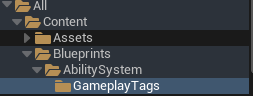 All
Content
Assets
Blueprints
AbilitySystem
GameplayTags